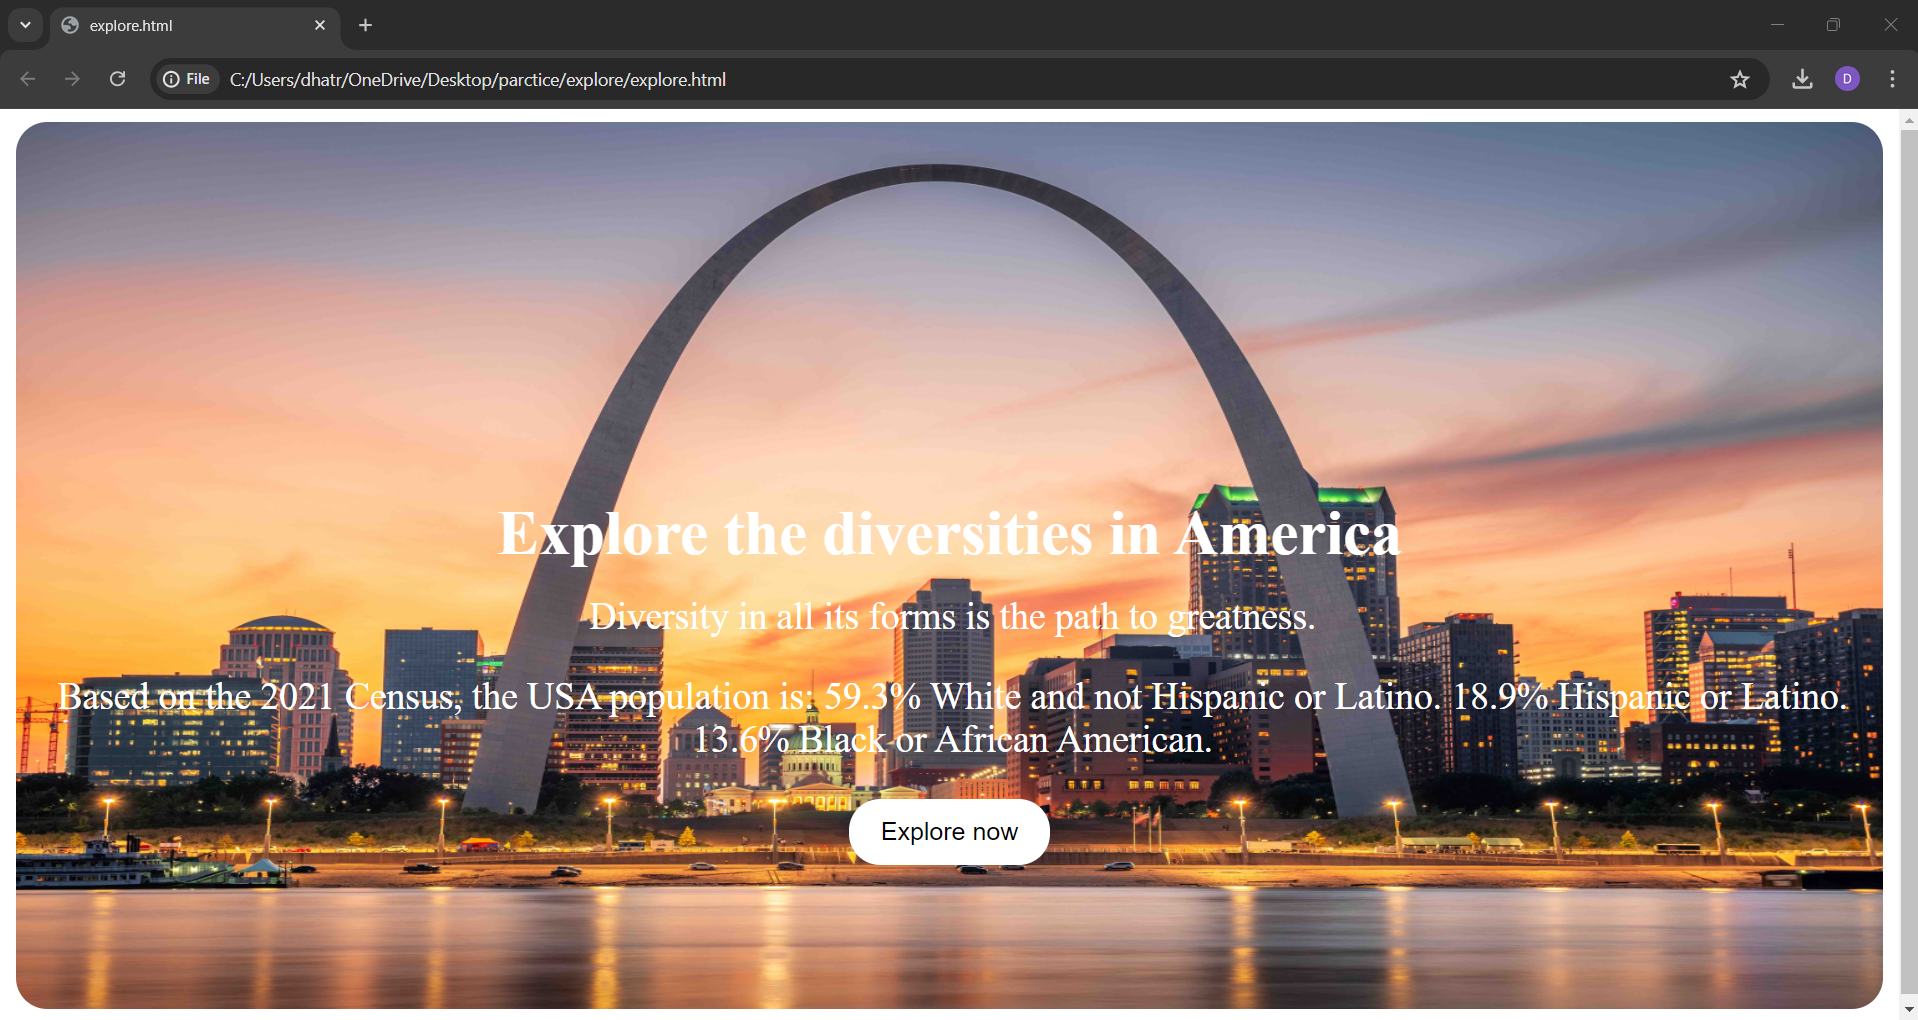 explore.html
File
C:/Users/dhatr/OneDrive/Desktop/parctice/explore/explore.html
D
Explore the diversities in America
Diversity in all its forms is the path to greatness.
Based on the 2021 Census, the USA population is: 59.3% White and not Hispanic or Latino. 18.9% Hispanic or Latino.
13.6% Black or African American.
Explore now